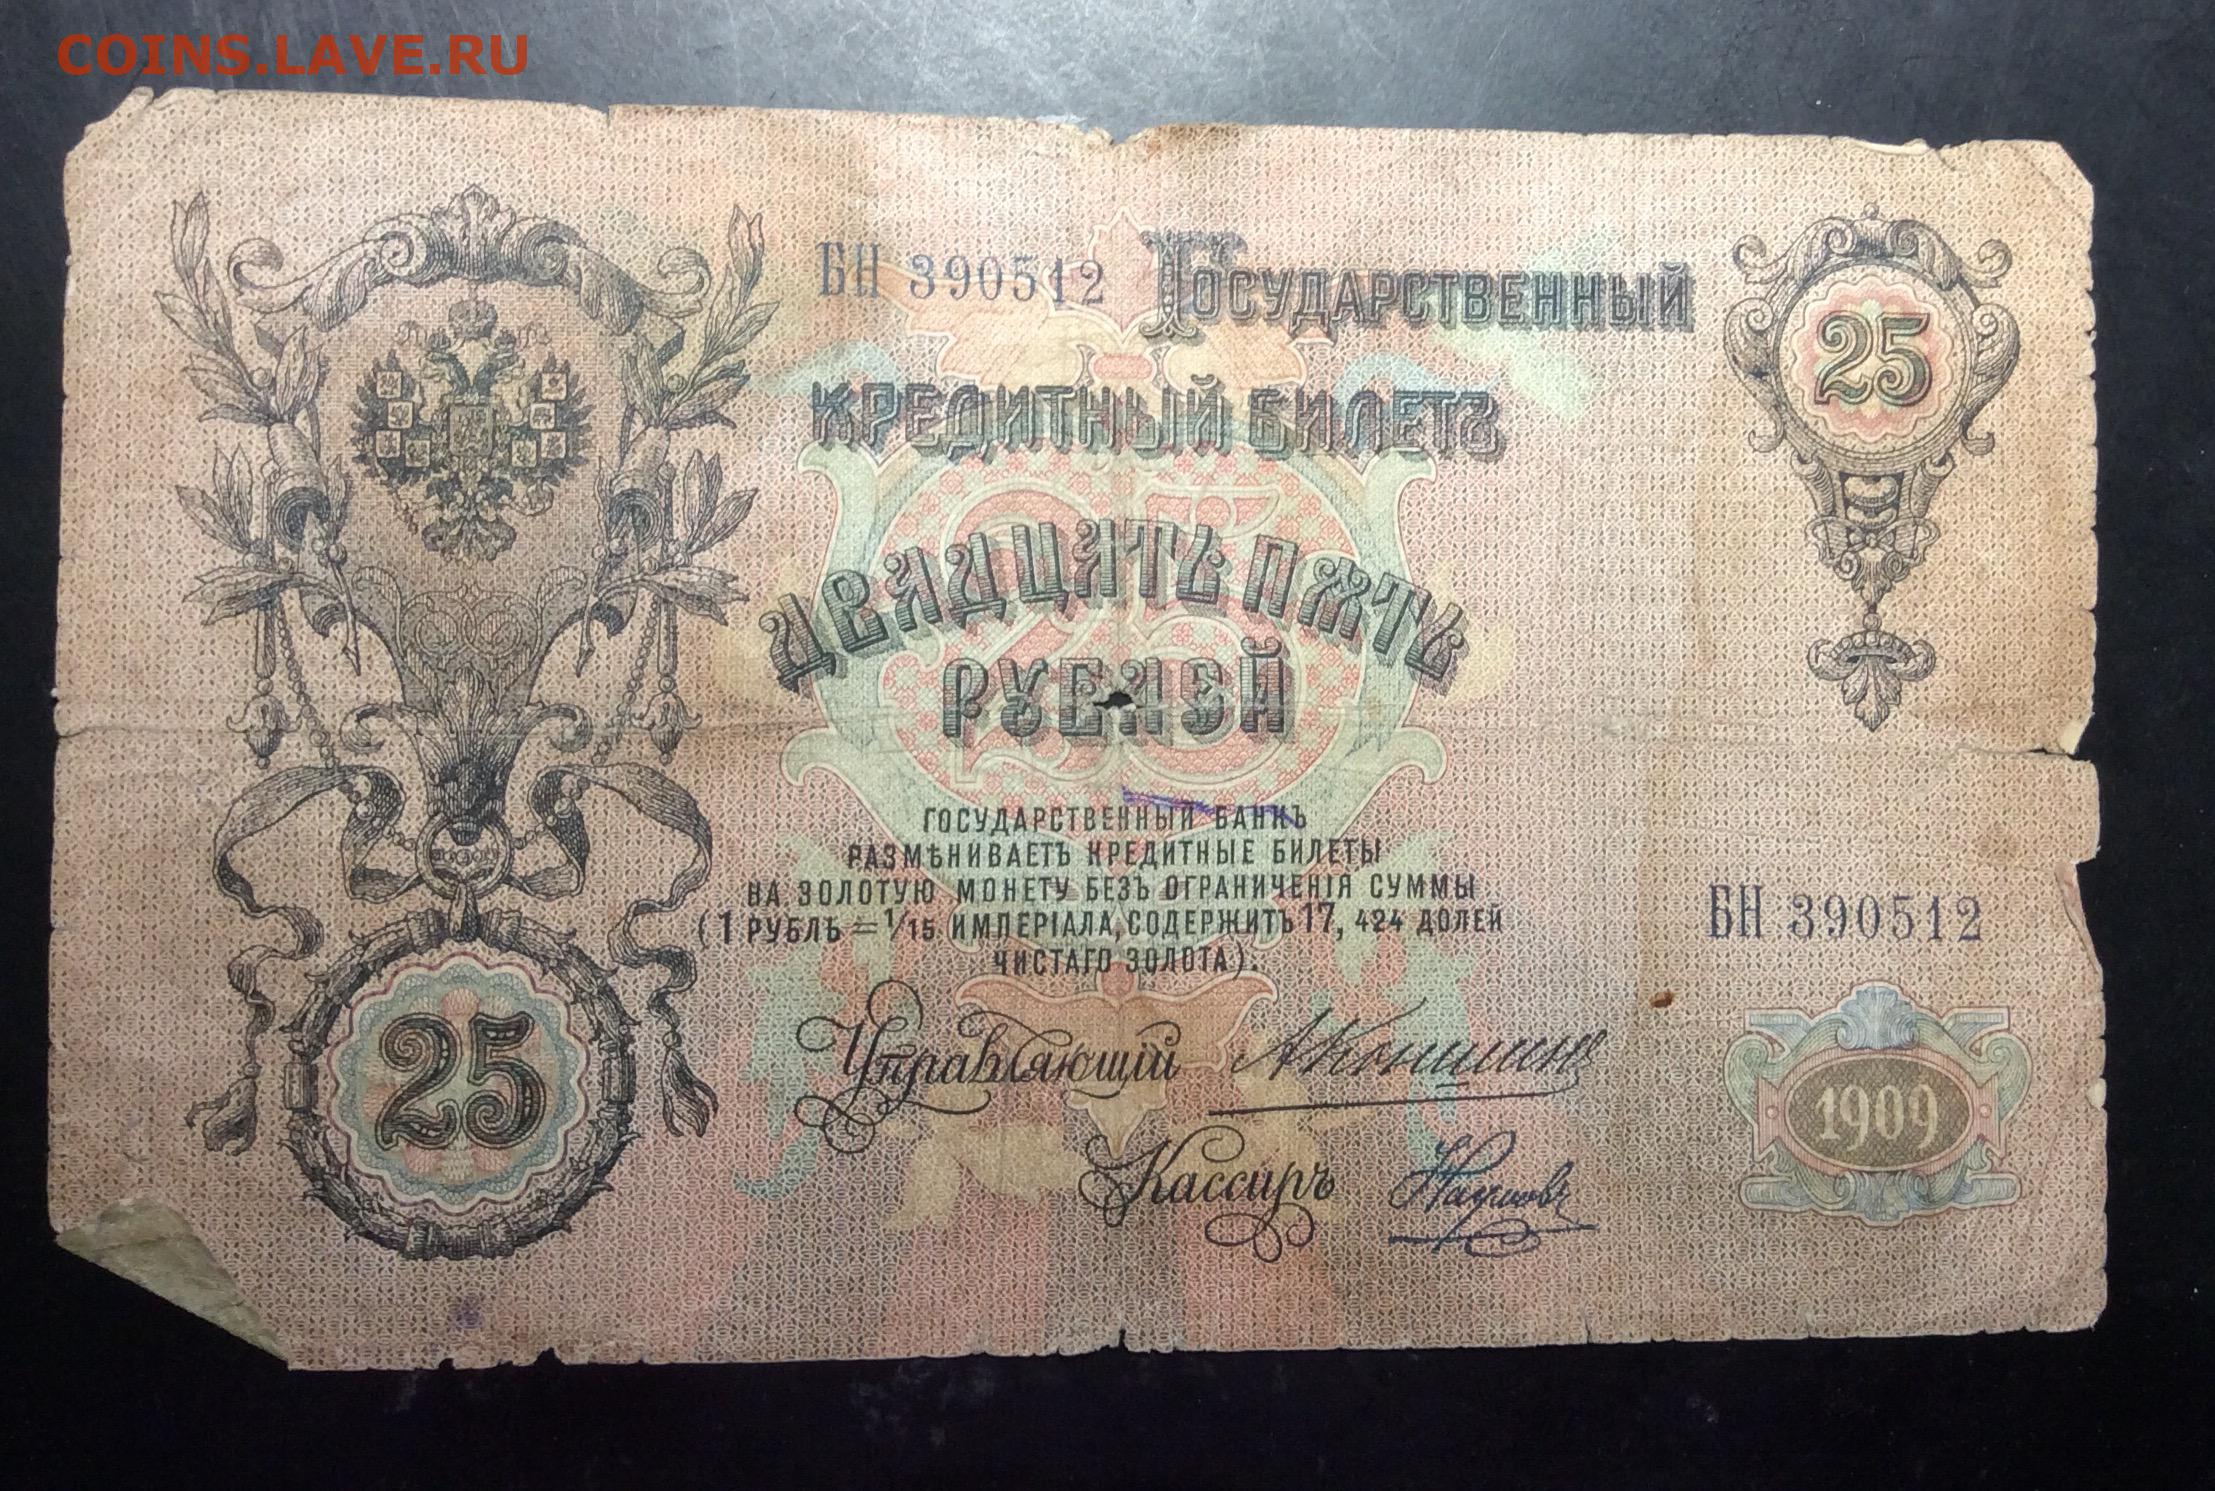 COINS.LAVE.RU
БН 390512 Государственный
кредитный билетъ
25
двадцать пять
рублей
государственный банкъ
размѣниваетъ кредитные билеты
на золотую монету безъ ограниченія суммы
(1 рубль = 1/15 имперіала, содержитъ 17, 424 долей
чистаго золота).
БН 390512
25
Управляющій АКоншинъ
Кассиръ
1909